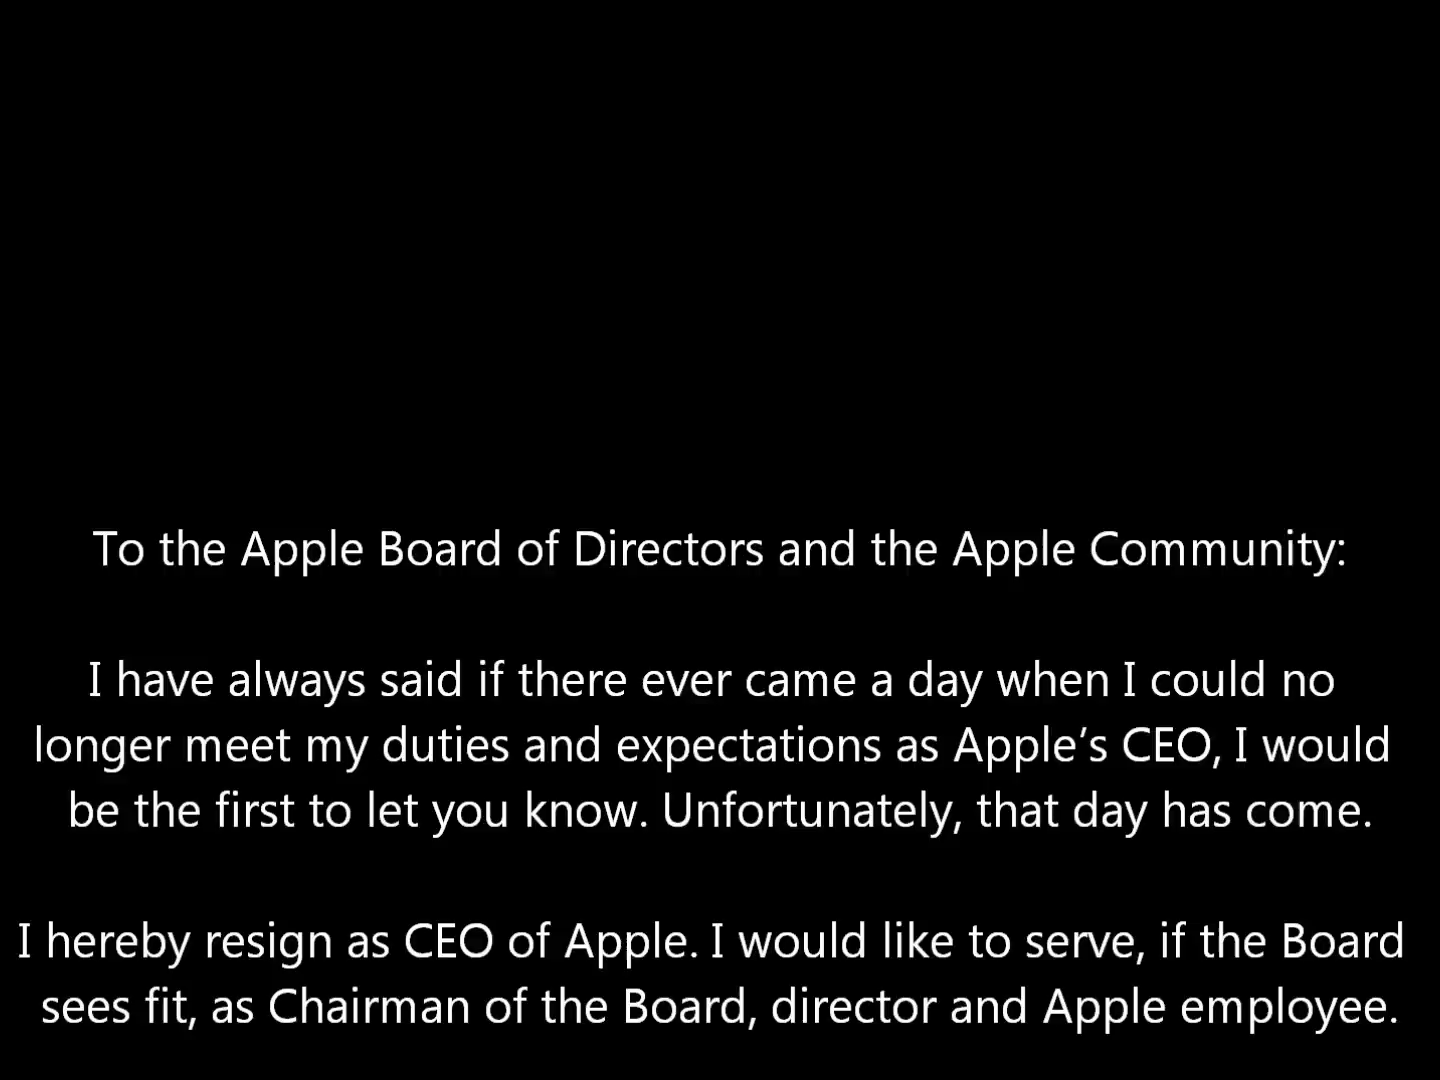 To the Apple Board of Directors and the Apple Community:
I have always said if there ever came a day when I could no
longer meet my duties and expectations as Apple’s CEO, I would
be the first to let you know. Unfortunately, that day has come.
I hereby resign as CEO of Apple. I would like to serve, if the Board
sees fit, as Chairman of the Board, director and Apple employee.